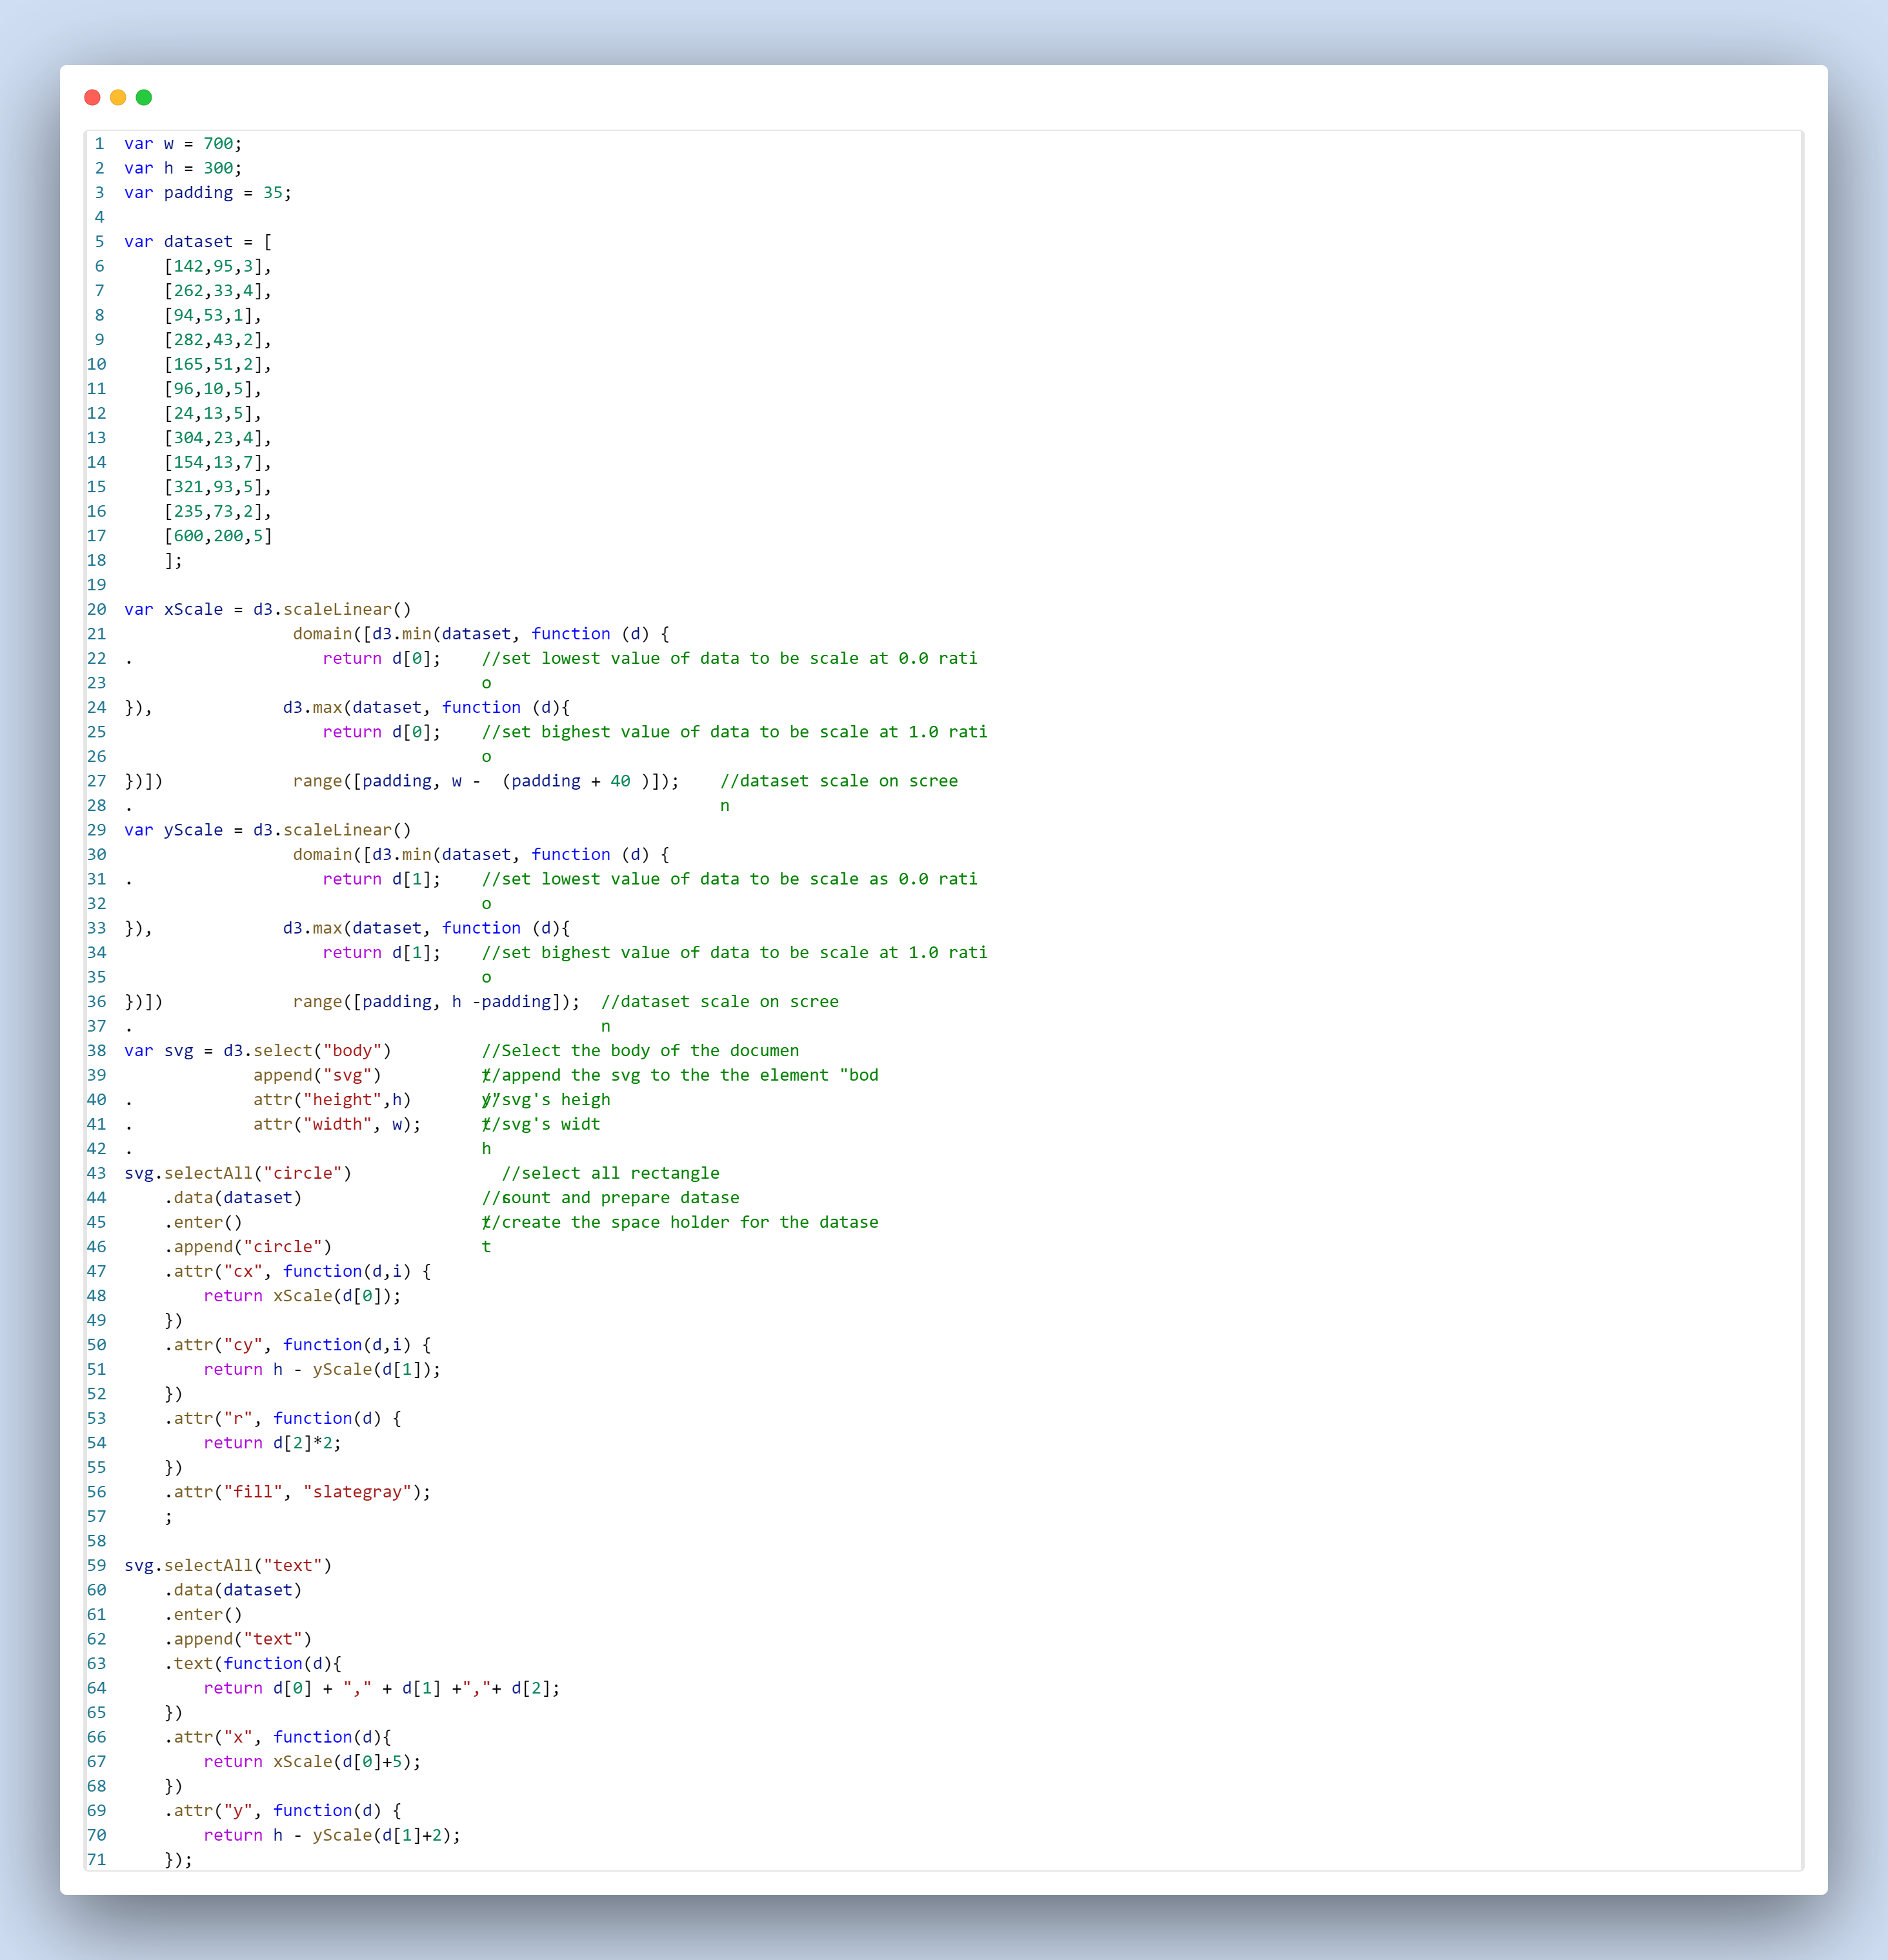 1 var w = 700;
2 var h = 300;
3 var padding = 35;
4
5 var dataset = [
6     [142,95,3],
7     [262,33,4],
8     [94,53,1],
9     [282,43,2],
10     [165,51,2],
11     [96,10,5],
12     [24,13,5],
13     [304,23,4],
14     [154,13,7],
15     [321,93,5],
16     [235,73,2],
17     [600,200,5]
18     ];
19
20 var xScale = d3.scaleLinear()
21                  domain([d3.min(dataset, function (d) {
22 .                   return d[0];    //set lowest value of data to be scale at 0.0 rati
23                                     o
24 }),             d3.max(dataset, function (d){
25                     return d[0];    //set bighest value of data to be scale at 1.0 rati
26                                     o
27 })])             range([padding, w -  (padding + 40 )]);    //dataset scale on scree
28 .                                                           n
29 var yScale = d3.scaleLinear()
30                  domain([d3.min(dataset, function (d) {
31 .                   return d[1];    //set lowest value of data to be scale as 0.0 rati
32                                     o
33 }),             d3.max(dataset, function (d){
34                     return d[1];    //set bighest value of data to be scale at 1.0 rati
35                                     o
36 })])             range([padding, h -padding]);  //dataset scale on scree
37 .                                               n
38 var svg = d3.select("body")         //Select the body of the documen
39              append("svg")          t//append the svg to the the element "bod
40 .            attr("height",h)       y"//svg's heigh
41 .            attr("width", w);      t//svg's widt
42 .                                   h
43 svg.selectAll("circle")               //select all rectangle
44     .data(dataset)                  //sount and prepare datase
45     .enter()                        t//create the space holder for the datase
46     .append("circle")               t
47     .attr("cx", function(d,i) {
48         return xScale(d[0]);
49     })
50     .attr("cy", function(d,i) {
51         return h - yScale(d[1]);
52     })
53     .attr("r", function(d) {
54         return d[2]*2;
55     })
56     .attr("fill", "slategray");
57     ;
58
59 svg.selectAll("text")
60     .data(dataset)
61     .enter()
62     .append("text")
63     .text(function(d){
64         return d[0] + "," + d[1] +","+ d[2];
65     })
66     .attr("x", function(d){
67         return xScale(d[0]+5);
68     })
69     .attr("y", function(d) {
70         return h - yScale(d[1]+2);
71     });